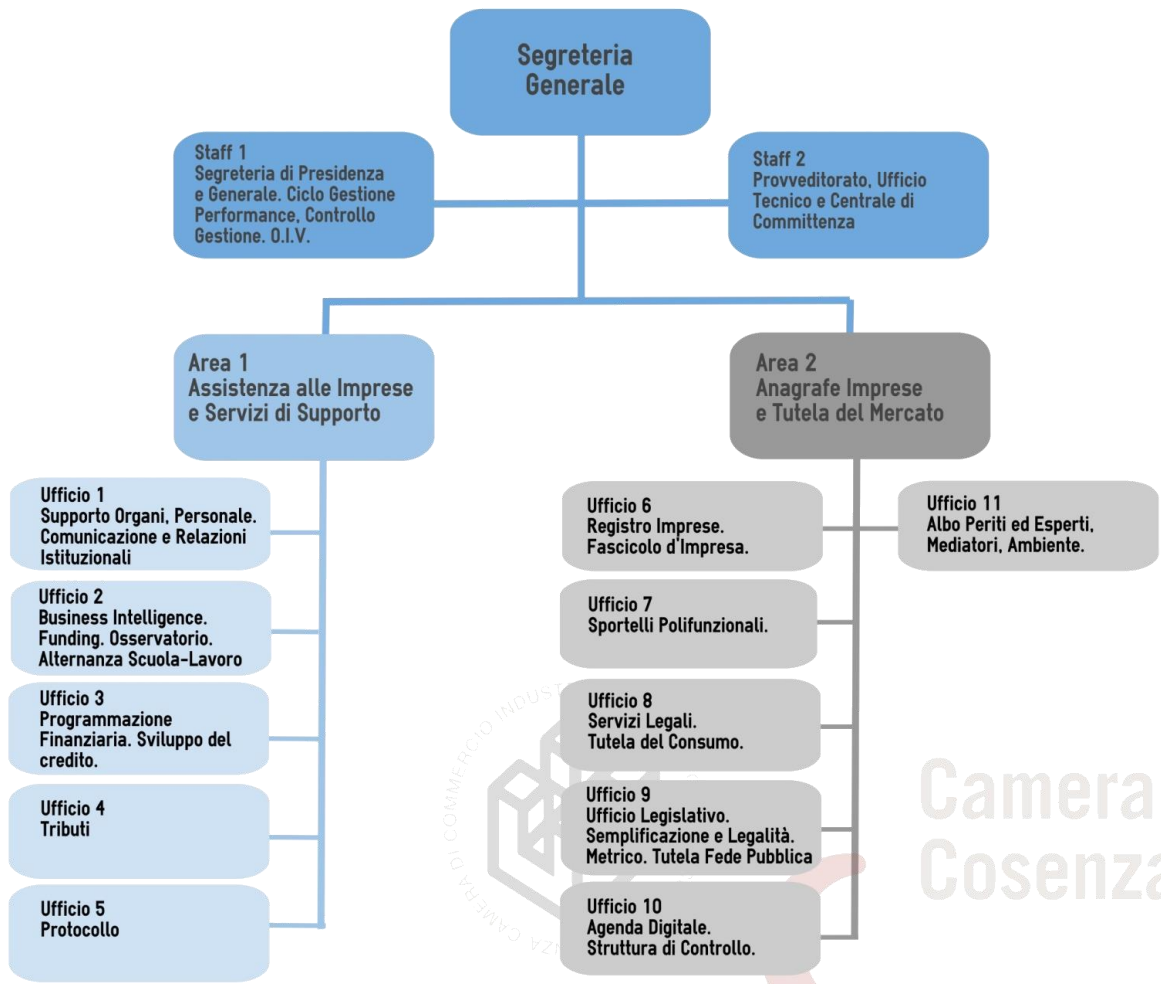 Segreteria
Generale
Staff 1
Segreteria di Presidenza
e Generale. Ciclo Gestione
Performance, Controllo
Gestione. O.I.V.
Staff 2
Provveditorato, Ufficio
Tecnico e Centrale di
Committenza
Area 1
Assistenza alle Imprese
e Servizi di Supporto
Area 2
Anagrafe Imprese
e Tutela del Mercato
Ufficio 1
Supporto Organi, Personale.
Comunicazione e Relazioni
Istituzionali
Ufficio 2
Business Intelligence.
Funding. Osservatorio.
Alternanza Scuola-Lavoro
Ufficio 3
Programmazione
Finanziaria. Sviluppo del
credito.
Ufficio 4
Tributi
Ufficio 5
Protocollo
Ufficio 6
Registro Imprese.
Fascicolo d'Impresa.
Ufficio 11
Albo Periti ed Esperti,
Mediatori, Ambiente.
Ufficio 7
Sportelli Polifunzionali.
Ufficio 8
Servizi Legali.
Tutela del Consumo.
Ufficio 9
Ufficio Legislativo.
Semplificazione e Legalità.
Metrico. Tutela Fede Pubblica
Ufficio 10
Agenda Digitale.
Struttura di Controllo.
CAMERA DI COMMERCIO
Camera
Cosenza